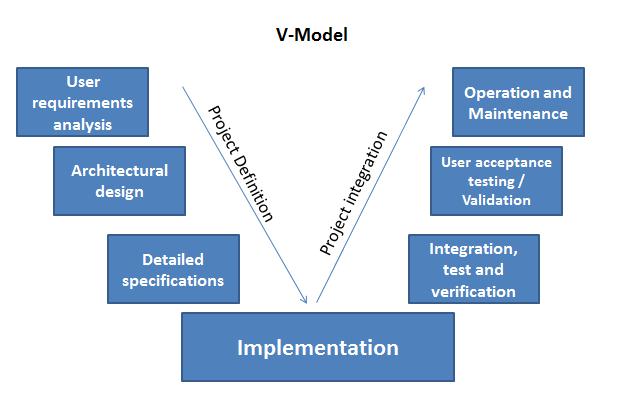 V-Model
User
requirements
analysis
Architectural
design
Detailed
specifications
Project Definition
Implementation
Project integration
Operation and
Maintenance
User acceptance
testing /
Validation
Integration,
test and
verification